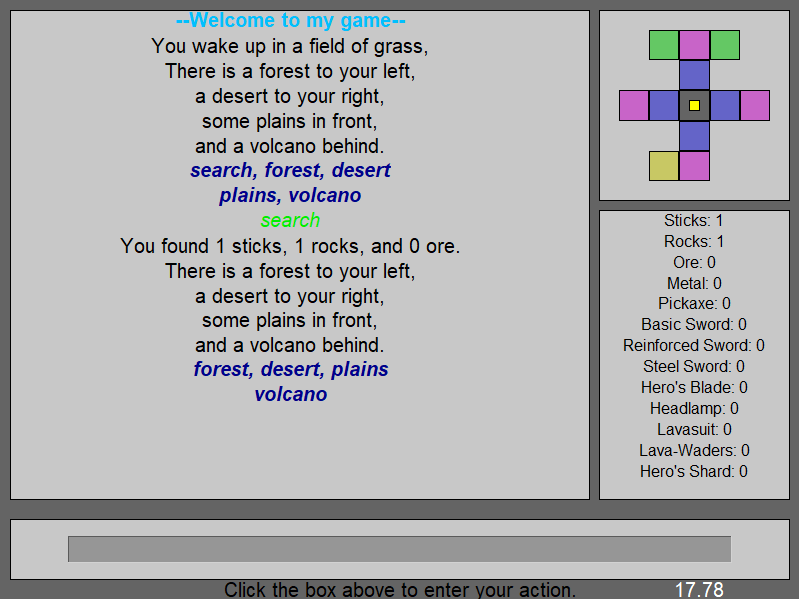 --Welcome to my game--
You wake up in a field of grass,
There is a forest to your left,
a desert to your right,
some plains in front,
and a volcano behind.
search, forest, desert
plains, volcano
search
You found 1 sticks, 1 rocks, and 0 ore.
There is a forest to your left,
a desert to your right,
some plains in front,
and a volcano behind.
forest, desert, plains
volcano
Sticks: 1
Rocks: 1
Ore: 0
Metal: 0
Pickaxe: 0
Basic Sword: 0
Reinforced Sword: 0
Steel Sword: 0
Hero's Blade: 0
Headlamp: 0
Lavasuit: 0
Lava-Waders: 0
Hero's Shard: 0
Click the box above to enter your action.
17.78